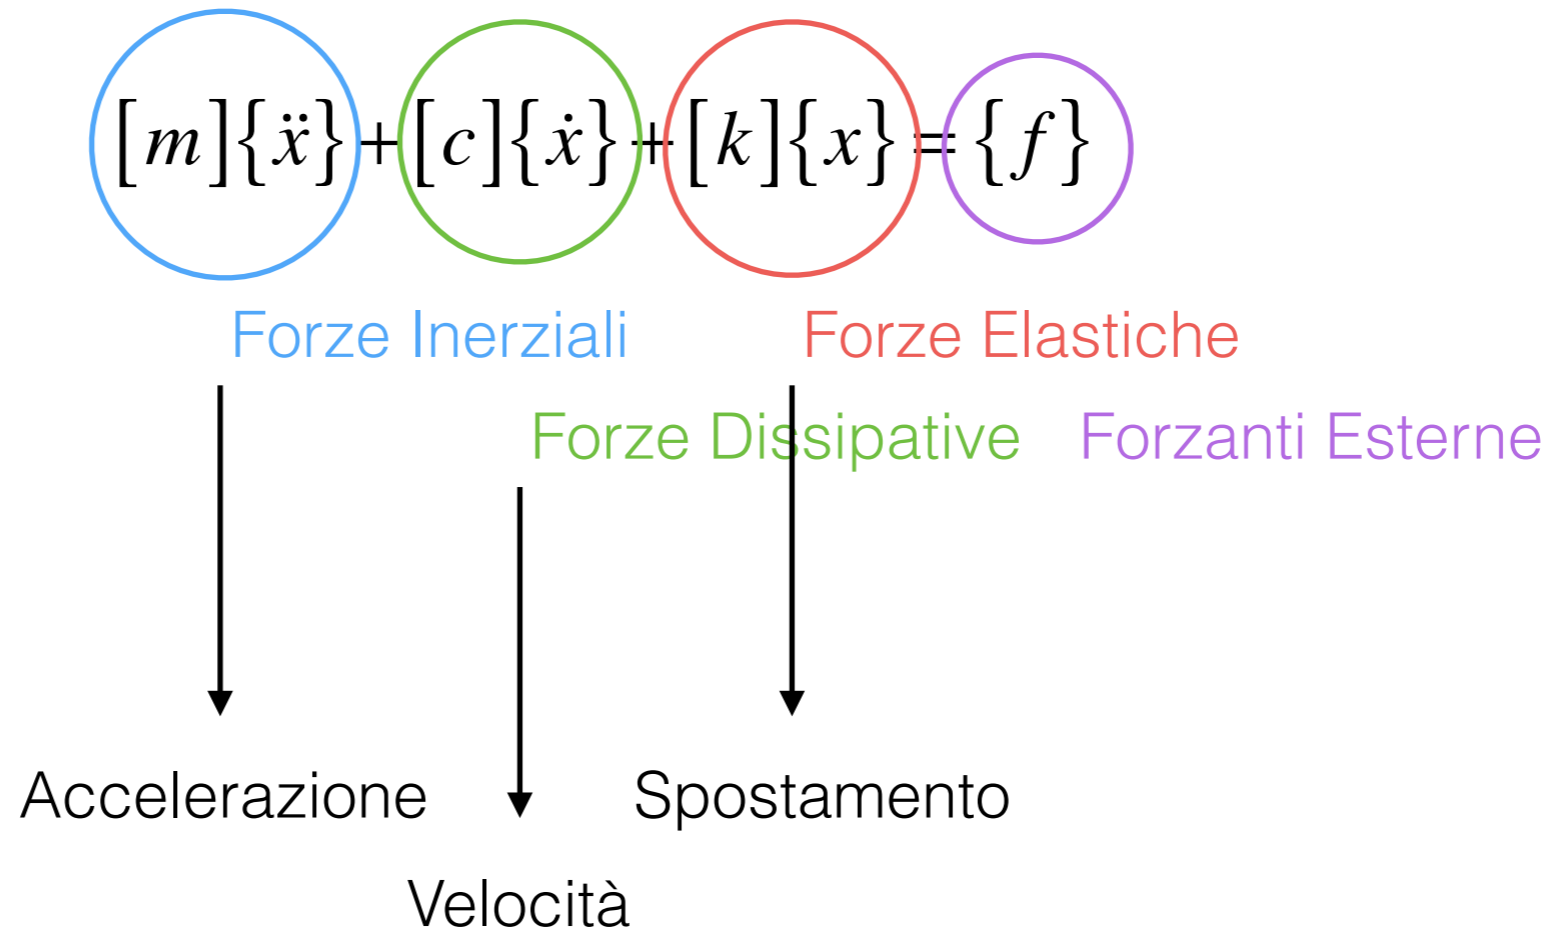 [m]{ẍ}+[c]{ẋ}+[k]{x}={f}
Forze Inerziali
Forze Elastiche
Forze Dissipative
Forzanti Esterne
Accelerazione
Spostamento
Velocità